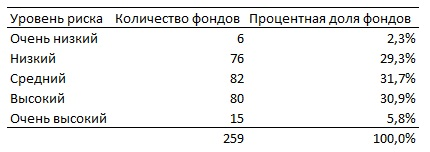 Уровень риска Количество фондов Процентная доля фондов
Очень низкий 6 2,3%
Низкий 76 29,3%
Средний 82 31,7%
Высокий 80 30,9%
Очень высокий 15 5,8%
259 100,0%